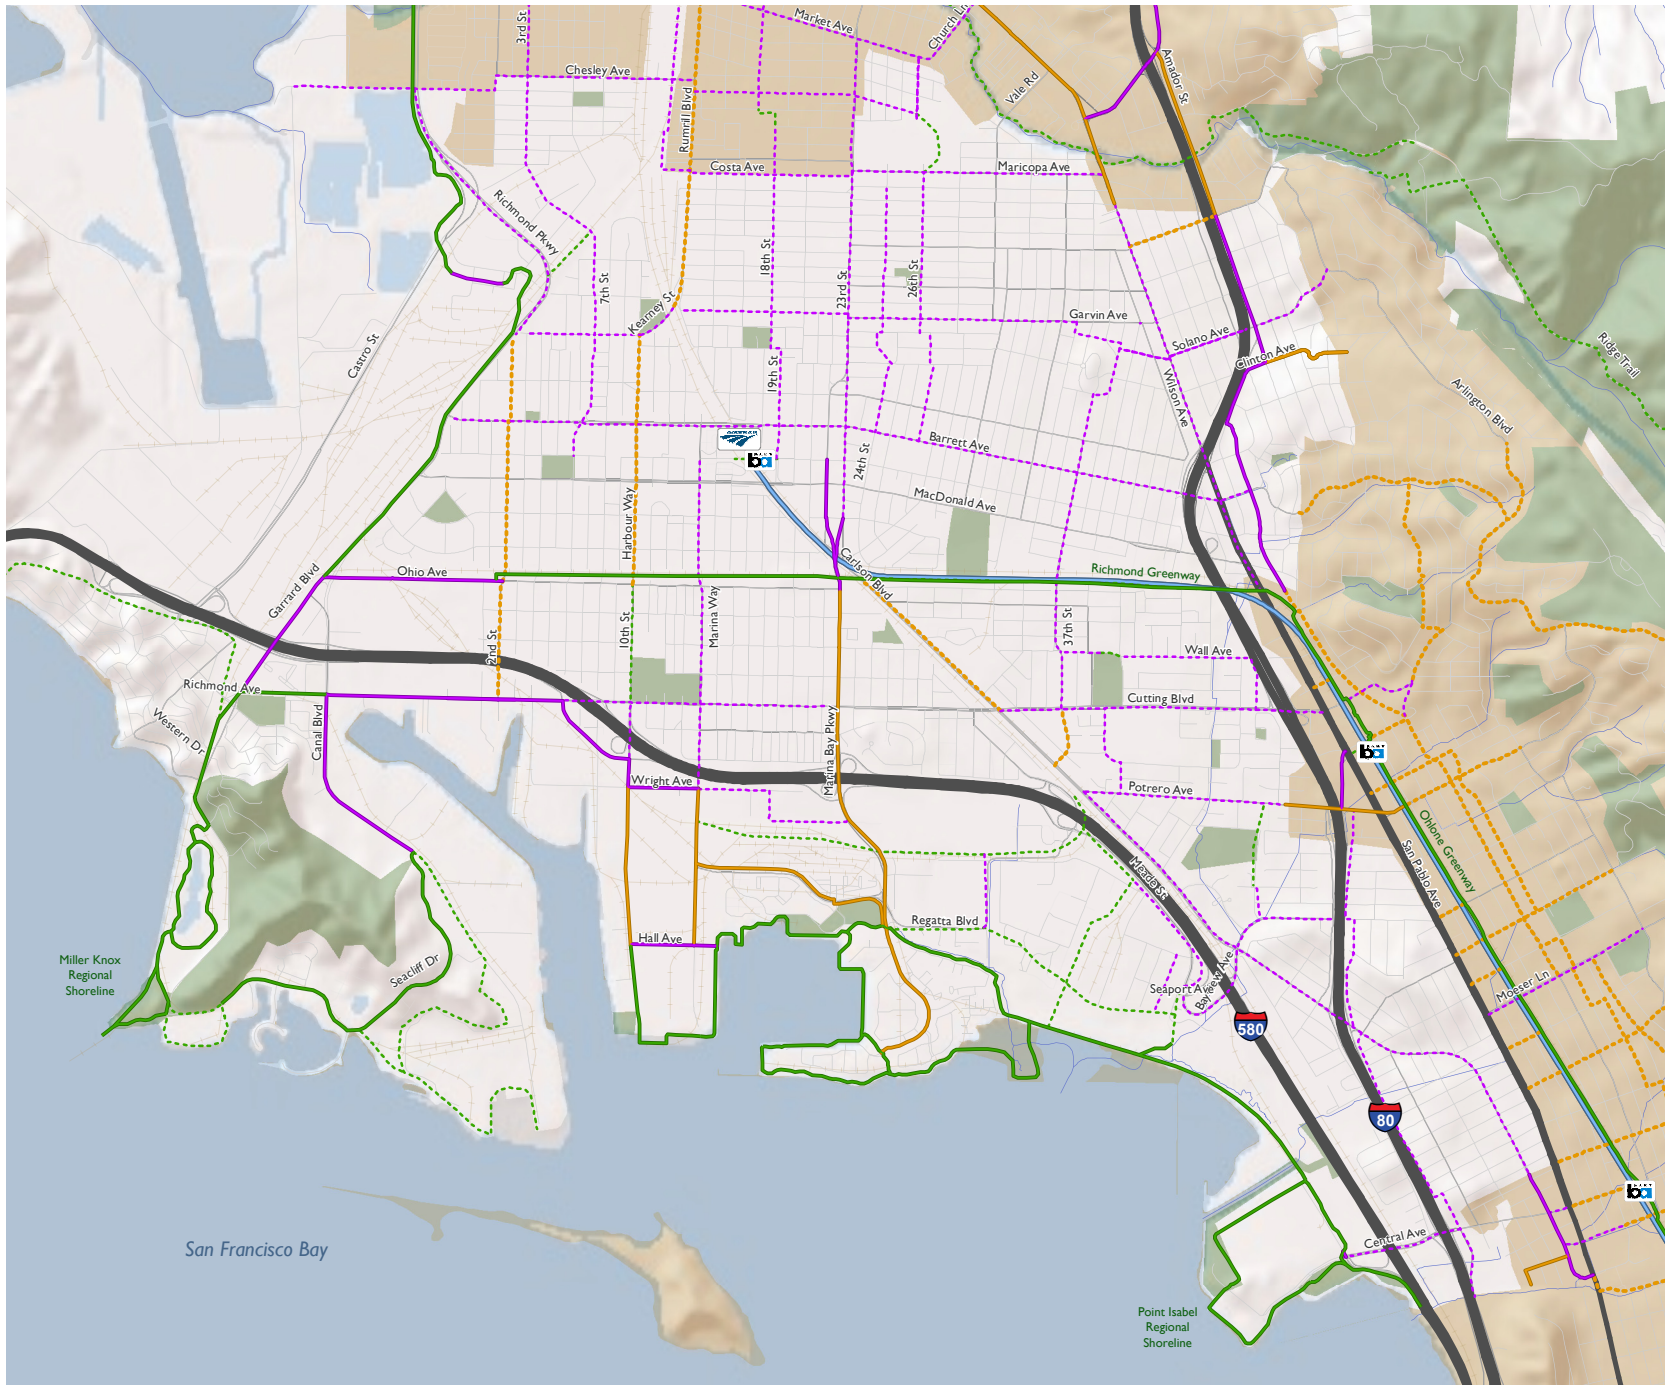 3rd St
Market Ave
Church Ln
Amador St
Chesley Ave
Vale Rd
Rumrill Blvd
Costa Ave
Maricopa Ave
Richmond Pkwy
7th St
18th St
23rd St
26th St
Kearney St
Garvin Ave
Solano Ave
Clinton Ave
Ridge Trail
Castro St
19th St
Wilson Ave
Arlington Blvd
24th St
Barrett Ave
ba
MacDonald Ave
Harbour Way
Carlson Blvd
Richmond Greenway
Ohio Ave
Garrard Blvd
2nd St
10th St
Marina Way
37th St
Wall Ave
Richmond Ave
Western Dr
Canal Blvd
Cutting Blvd
Marina Bay Pkwy
ba
Wright Ave
Potrero Ave
Ohlone Greenway
San Pablo Ave
Meade St
Regatta Blvd
Hall Ave
Miller Knox
Regional
Shoreline
Seacliff Dr
Seaport Ave
Bayview Ave
Moeser Ln
580
80
ba
San Francisco Bay
Central Ave
Point Isabel
Regional
Shoreline